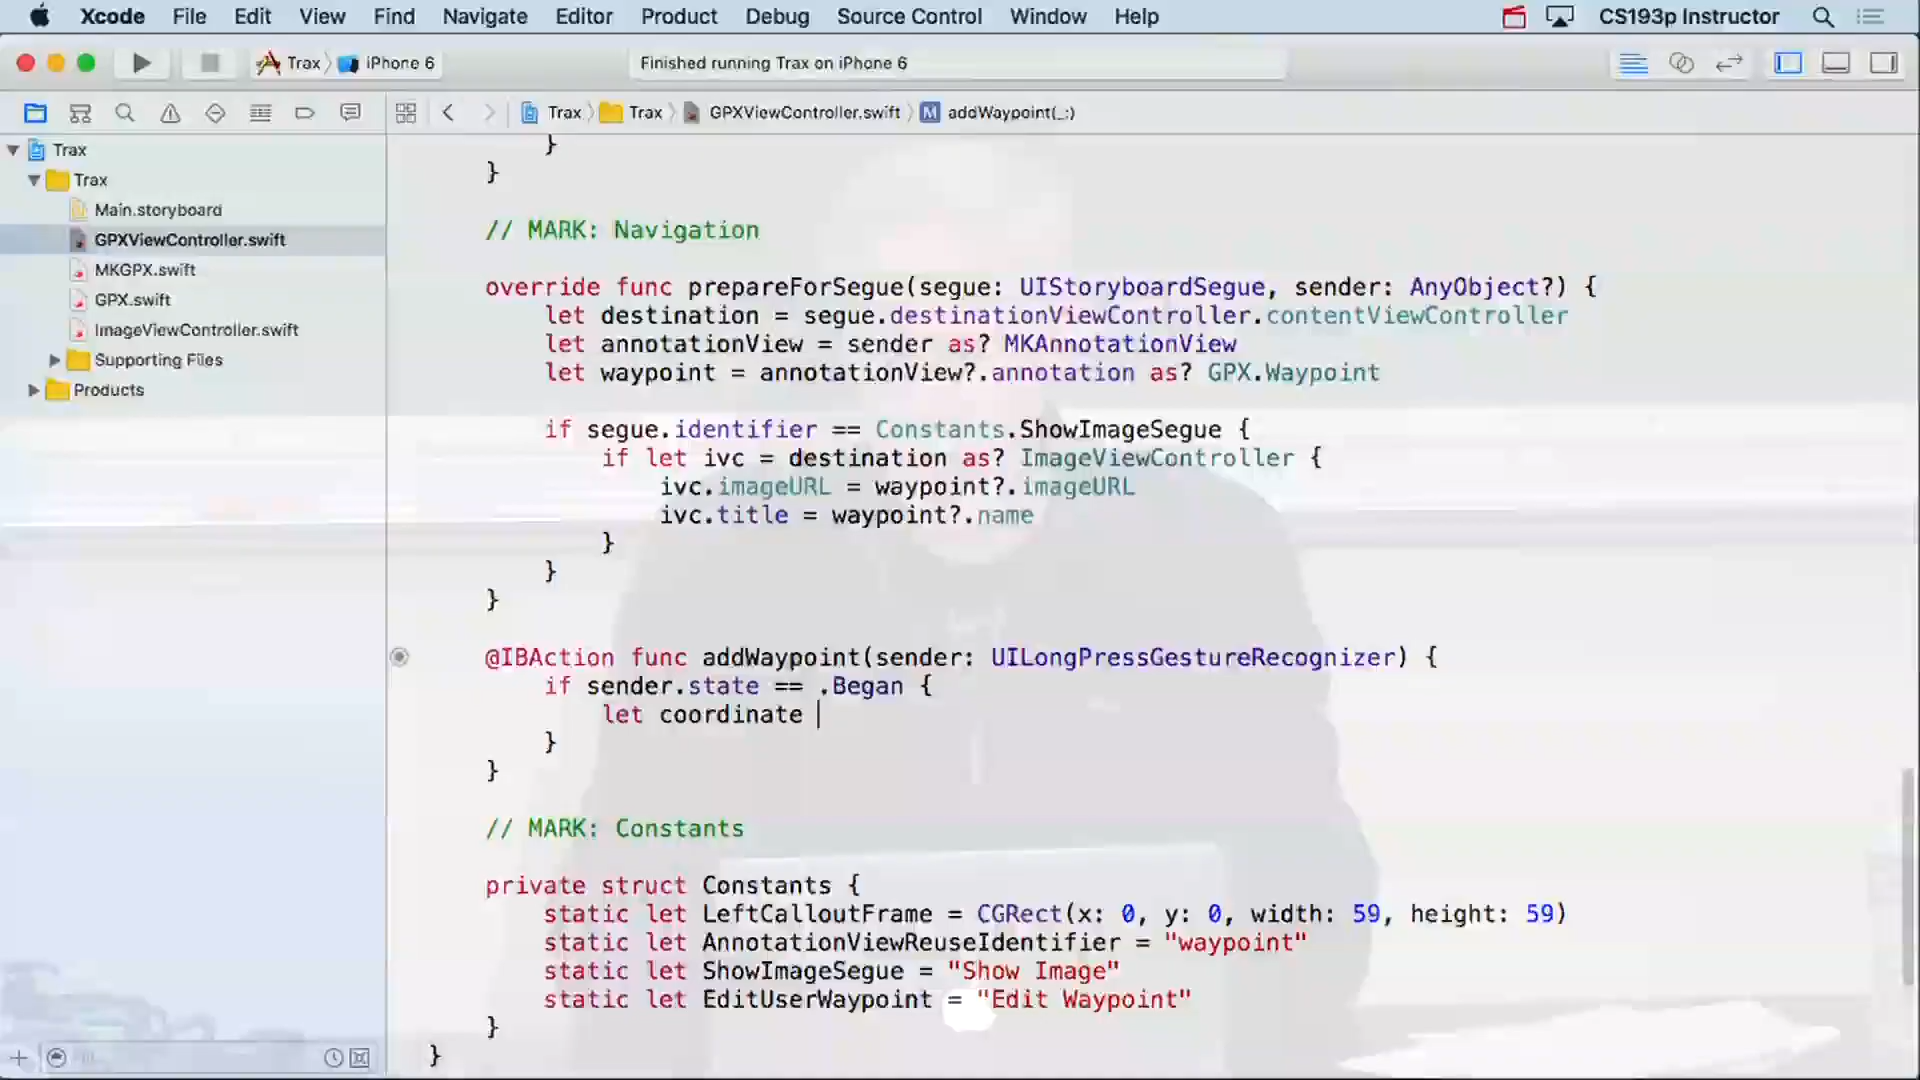 Xcode File Edit View Find Navigate Editor Product Debug Source Control Window Help CS193p Instructor
Trax iPhone 6 Finished running Trax on iPhone 6
Trax Trax GPXViewController.swift M addWaypoint(_:)
Trax
Trax
Main.storyboard
GPXViewController.swift
MKGPX.swift
GPX.swift
ImageViewController.swift
Supporting Files
Products
}
}
// MARK: Navigation
override func prepareForSegue(segue: UIStoryboardSegue, sender: AnyObject?) {
let destination = segue.destinationViewController.contentViewController
let annotationView = sender as? MKAnnotationView
let waypoint = annotationView?.annotation as? GPX.Waypoint
if segue.identifier == Constants.ShowImageSegue {
if let ivc = destination as? ImageViewController {
ivc.imageURL = waypoint?.imageURL
ivc.title = waypoint?.name
}
}
}
@IBAction func addWaypoint(sender: UILongPressGestureRecognizer) {
if sender.state == .Began {
let coordinate
}
}
// MARK: Constants
private struct Constants {
static let LeftCalloutFrame = CGRect(x: 0, y: 0, width: 59, height: 59)
static let AnnotationViewReuseIdentifier = "waypoint"
static let ShowImageSegue = "Show Image"
static let EditUserWaypoint = "Edit Waypoint"
}
}